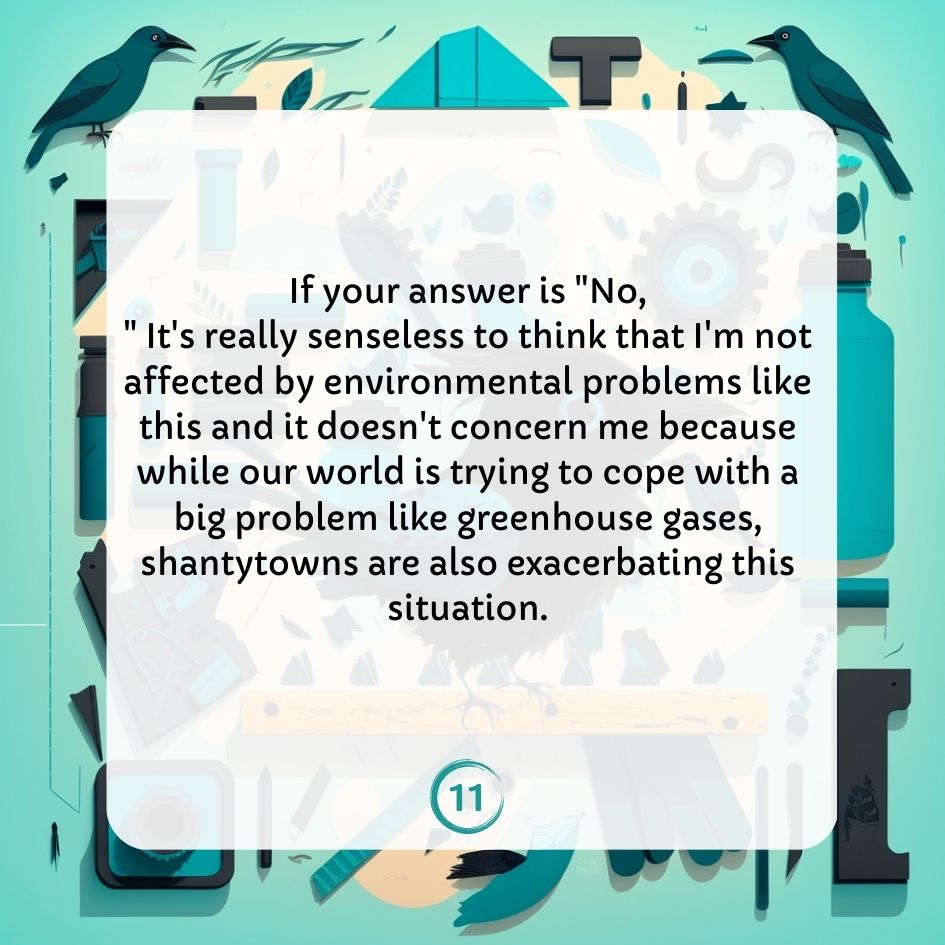 If your answer is "No,
" It's really senseless to think that I'm not
affected by environmental problems like
this and it doesn't concern me because
while our world is trying to cope with a
big problem like greenhouse gases,
shantytowns are also exacerbating this
situation.
11